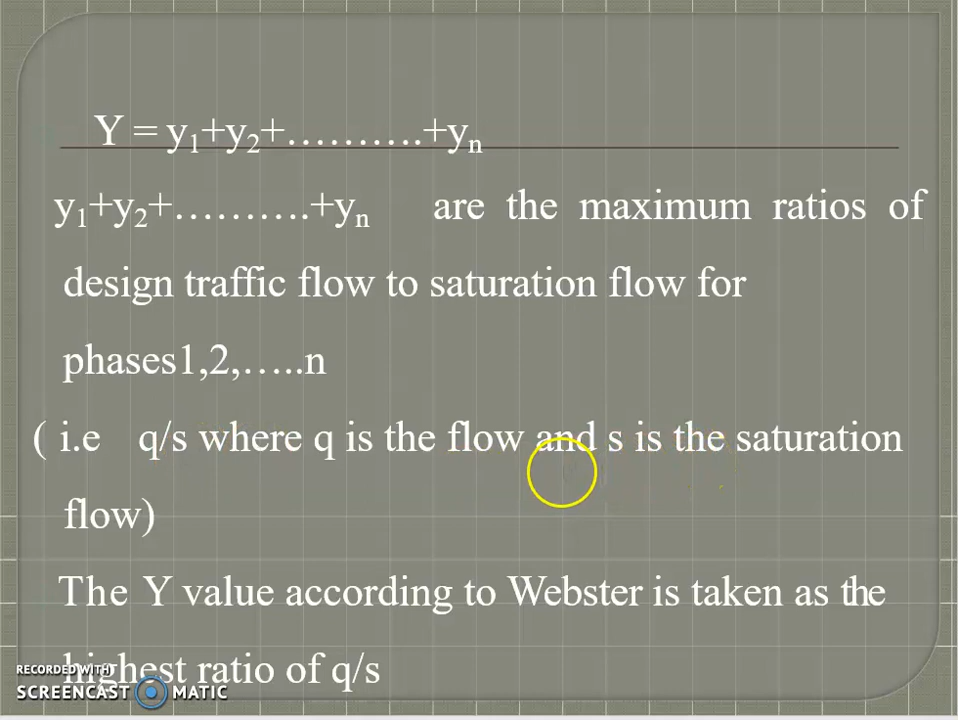 Y = y₁+y₂+……….+yₙ
y₁+y₂+……….+yₙ are the maximum ratios of
design traffic flow to saturation flow for
phases1,2,…..n
( i.e q/s where q is the flow and s is the saturation
flow)
The Y value according to Webster is taken as the
highest ratio of q/s
RECORDED WITH
SCREENCAST MATIC